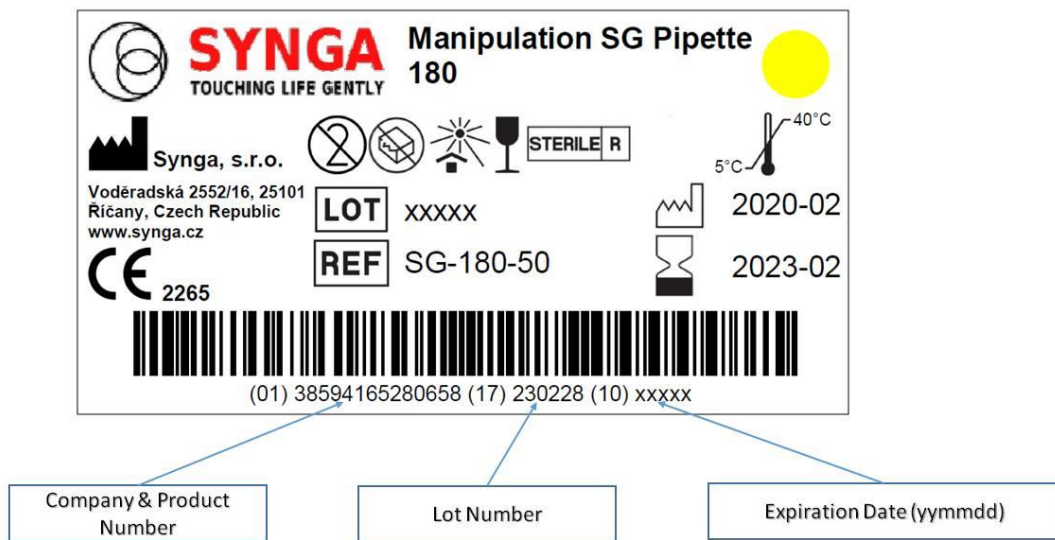 SYNGA
TOUCHING LIFE GENTLY
Manipulation SG Pipette
180
40°C
5°C
2
STERILE R
Synga, s.r.o.
Voděradská 2552/16, 25101
Říčany, Czech Republic
www.synga.cz
LOT xxxxx
2020-02
REF SG-180-50
2023-02
CE 2265
(01) 38594165280658 (17) 230228 (10) xxxxx
Company & Product
Number
Lot Number
Expiration Date (yymmdd)